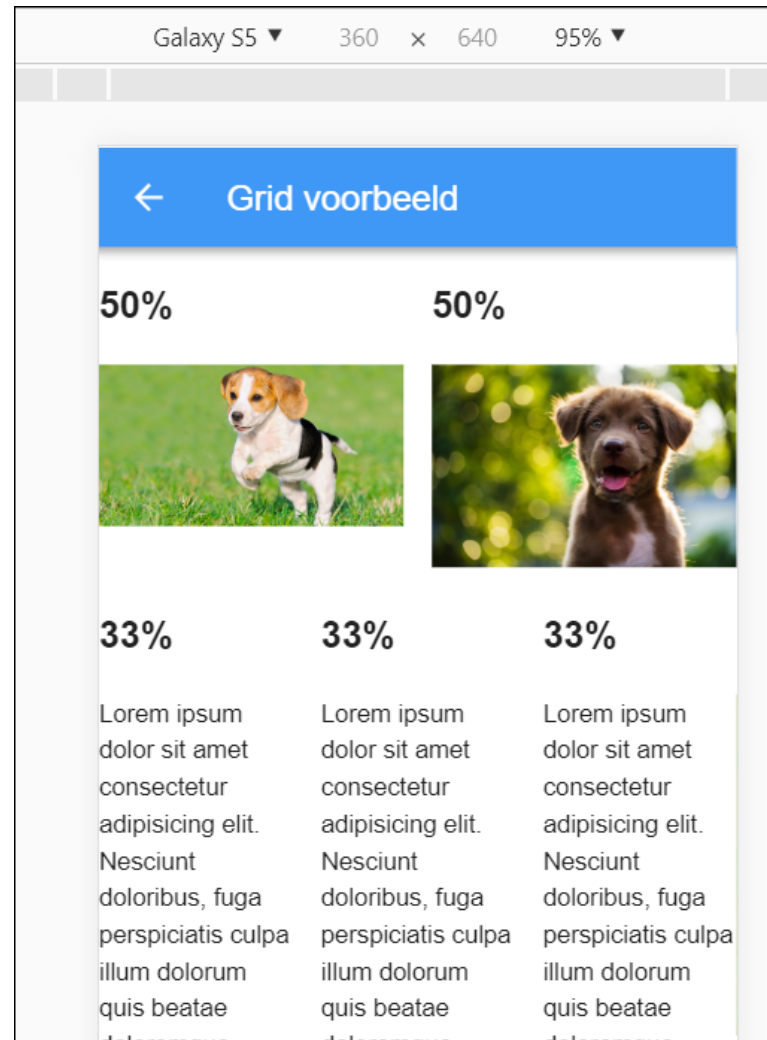 Galaxy S5 ▼ 360 × 640 95% ▼
← Grid voorbeeld
50% 50%
33% 33% 33%
Lorem ipsum
dolor sit amet
consectetur
adipisicing elit.
Nesciunt
doloribus, fuga
perspiciatis culpa
illum dolorum
quis beatae
Lorem ipsum
dolor sit amet
consectetur
adipisicing elit.
Nesciunt
doloribus, fuga
perspiciatis culpa
illum dolorum
quis beatae
Lorem ipsum
dolor sit amet
consectetur
adipisicing elit.
Nesciunt
doloribus, fuga
perspiciatis culpa
illum dolorum
quis beatae